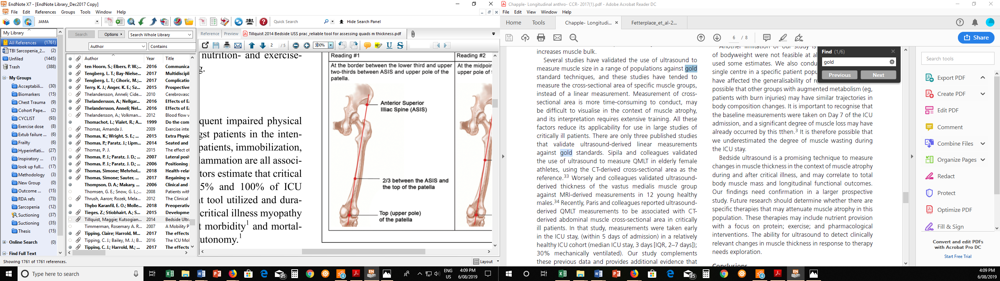 EndNote X7 - [EndNote Library_Dec2017 Copy]
File Edit References Groups Tools Window Help
JAMA
Quick Search
Hide Search Panel
My Library
All References (1761)
TBI Sarcopenia_2... (2)
Unfiled (1445)
Trash (388)
My Groups
Acceptabili... (30)
Biomarkers (15)
Chest Trauma (9)
Cohort Pape... (2)
CYCLIST (93)
Exercise dose (8)
Extub failure ... (6)
Frailty (6)
Hyperinflati... (27)
Inspiratory ... (1)
look up full... (17)
Methodology (3)
New Group (0)
Outcome ... (15)
RDA refs (73)
Sarcopenia (12)
Suctioning (37)
Suctioning (35)
Thesis (15)
Online Search (0)
Find Full Text
Showing 1761 of 1761 references.
Search
Options
Search Whole Library
Author
Contains
Author Year Title
ten Hoorn, S.; Elbers, P. W.;... 2016 Communica
Tengberg, L. T.; Bay-Nielse... 2017 Multidiscipli
Tengberg, L. T.; Cihoric, M.;... 2017 Complicatio
Terry, K. J.; Anger, K. E.; Sz... 2015 Prospective
Thelandersson, Anneli; Cide... 2010 Cerebrovasc
Thelandersson, A.; Nellgar... 2016 Effects of Ea
Thelandersson, Anneli; Nel... 2016 Effects of Ea
Thelandersson, A.; Volkman... 2012 Blood flow v
Thomachot, L.; Vialet, R.; A... 1999 Do the com
Thomas, Amanda J. 2009 Exercise inte
Thomas, K.; Wright, S. E.; ... 2015 Extra Physic
Thomas, P.; Paratz, J.; Lipm... 2014 Seated and
Thomas, P. J. 2015 The effect of
Thomas, P. J.; Paratz, J. D.; ... 2007 Lateral posit
Thomas, P. J.; Paratz, J. D.; ... 2006 Positioning
Thomas, Simone; Mehrhol... 2018 Health-relat
Thomas, Simone; Sauter, ... 2017 Regaining w
Thompson, D. A.; Makary, ... 2006 Clinical and
Thomsen, G. E.; Snow, G. L.;... 2008 Patients with
Thrush, Aaron; Rozek, Mela... 2012 The Clinical
Thybo Karanfil, E. O.; Molle... 2018 Preoperativ
Tieges, Z.; Stiobhairt, A.; S... 2015 Developme
Tillquist, Maggie; Kutsogian... 2014 Bedside Ultra
Timmerman, Rosemary A. R... 2007 A Mobility P
Tipping, Claire; Harrold, M... 2017 The effects
Tipping, C. J.; Bailey, M. J.; B... 2016 The ICU Mol
Tipping, C. J.; Harrold, M.; ... 2017 The effects
Reference Preview Tillquist 2014 Bedside USS prac_reliable tool for assessing quads m thickness.pdf
2 / 5 300%
nutrition- and exercise-
g.
quent impaired physical
gst patients in the inten-
patients, immobilization,
lammation are all associ-
tors estimate that critical
5% and 100% of ICU
t tool utilized and dura-
critical illness myopathy
t morbidity1 and mortal-
utonomy.1
Reading #1
At the border between the lower third and upper
two-thirds between ASIS and upper pole of the
patella.
Anterior Superior
Illiac Spine (ASIS)
2/3 between the ASIS and
the top of the patella
Top (upper pole)
of the patella
Reading #2
At the midpoin
upper pole of
Layout
Type here to search
25
4
ENG
US
4:09 PM
6/08/2019
Chapple- Longitudinal anthro- CCR- 2017(1).pdf - Adobe Acrobat Reader DC
File Edit View Window Help
Home Tools Chapple- Longitudi... Fetterplace_et_al-2...
6 / 8
Share
increases muscle bulk.
Several studies have validated the use of ultrasound to
measure muscle size in a range of populations against gold
standard techniques, and these studies have tended to
measure the cross-sectional area of specific muscle groups,
instead of a linear measurement. Measurement of cross-
sectional area is more time-consuming to conduct, may
be difficult to visualise in the context of muscle atrophy,
and its interpretation requires extensive training. All these
factors reduce its applicability for use in large studies of
critically ill patients. There are only three published studies
that validate ultrasound-derived linear measurements
against gold standards. Sipila and colleagues validated
the use of ultrasound to measure QMLT in elderly female
athletes, using the CT-derived cross-sectional area as the
reference.33 Worsely and colleagues validated ultrasound-
derived thickness of the vastus medialis muscle group
against MRI-derived measurements in 12 young healthy
males.34 Recently, Paris and colleagues reported ultrasound-
derived QMLT measurements to be associated with CT-
derived abdominal muscle cross-sectional area in critically
ill patients. In that study, measurements were taken early
in the ICU stay, (within 5 days of admission) in a relatively
healthy ICU cohort (median ICU stay, 3 days [IQR, 2–7 days]);
30% mechanically ventilated). Our study complements
these previous data and provides additional evidence that
Another limitation of our study is
of bodyweight were not feasible at al
used some estimates. We also condu
single centre in a specific patient popu
have affected the generalisability of re
possible that other groups with augmented metabolism (eg,
patients with burn injuries) may have similar trajectories in
body composition changes. It is important to recognise that
the baseline measurements were taken on Day 7 of the ICU
admission, and a significant degree of muscle loss may have
already occurred by this tthen.3 It is therefore possible that
we underestimated the degree of muscle wasting during
the ICU stay.
Bedside ultrasound is a promising technique to measure
changes in muscle thickness in the context of muscle atrophy
during and after critical illness, and may correlate to total
body muscle mass and longitudinal functional outcomes.
Our findings need confirmation in a larger prospective
study. Future research should determine whether there are
specific therapies that may attenuate muscle atrophy in this
population. These therapies may include nutrient provision
with a focus on protein; exercise; and pharmacological
interventions. The ability for ultrasound to detect clinically
relevant changes in muscle thickness in response to therapy
needs exploration.
Conclusions
Find (1/6)
gold
Previous Next
Search tools
Export PDF
Create PDF
Edit PDF
Comment
Combine Files
Organize Pages
Redact
Protect
Optimize PDF
Fill & Sign
Convert and edit PDFs
with Acrobat Pro DC
Start Free Trial
25
4
4:09 PM
6/08/2019